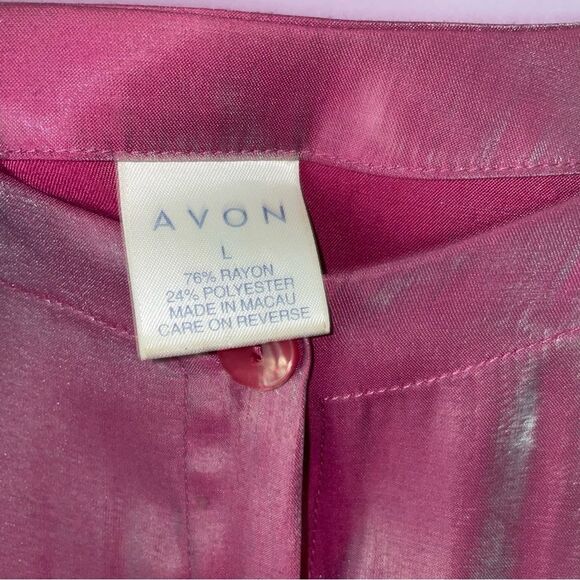 AVON
L
76% RAYON
24% POLYESTER
MADE IN MACAU
CARE ON REVERSE